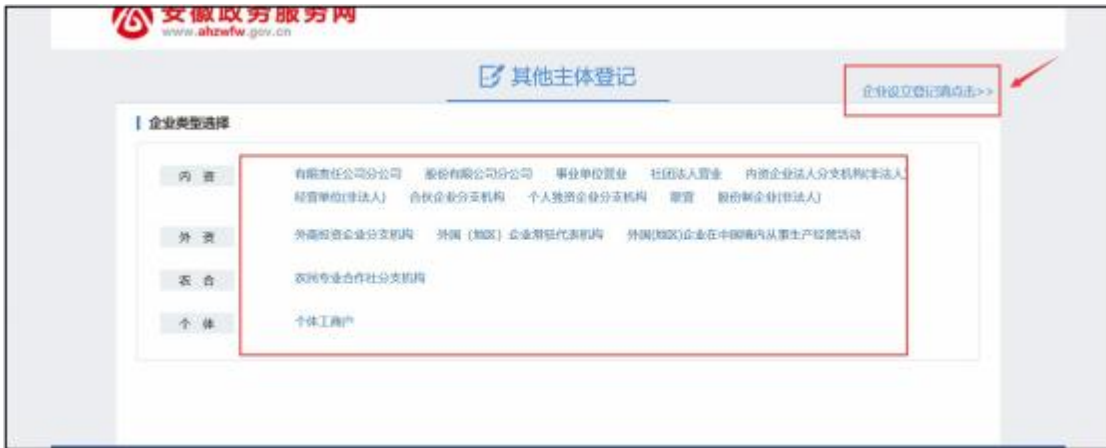 安徽政务服务网
www.ahzwfw.gov.cn
其他主体登记
企业设立登记请点击>>
企业类型选择
内 资
有限责任公司分公司 股份有限公司分公司 事业单位营业 社团法人营业 内资企业法人分支机构(非法人)
经营单位(非法人) 合伙企业分支机构 个人独资企业分支机构 联营 股份制企业(非法人)
外 资
外商投资企业分支机构 外国（地区）企业常驻代表机构 外国(地区)企业在中国境内从事生产经营活动
农 合
农民专业合作社分支机构
个 体
个体工商户